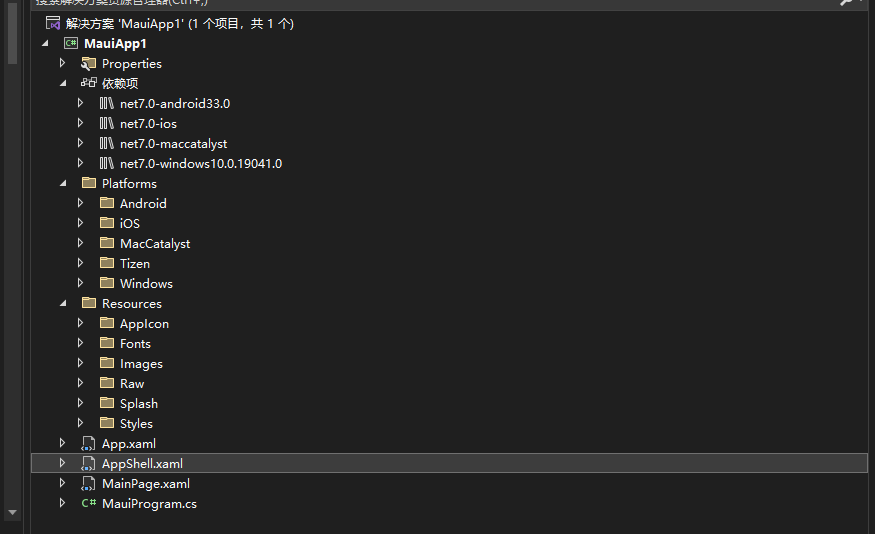 搜索解决方案资源管理器(Ctrl+;)
解决方案 'MauiApp1' (1 个项目，共 1 个)
C# MauiApp1
Properties
依赖项
net7.0-android33.0
net7.0-ios
net7.0-maccatalyst
net7.0-windows10.0.19041.0
Platforms
Android
iOS
MacCatalyst
Tizen
Windows
Resources
AppIcon
Fonts
Images
Raw
Splash
Styles
App.xaml
AppShell.xaml
MainPage.xaml
C# MauiProgram.cs